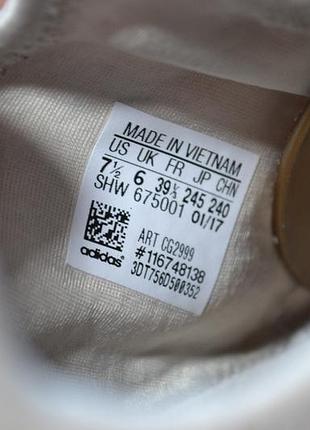 MADE IN VIETNAM
US UK FR JP CHN
7½ 6 39⅓ 245 240
SHW 675001 01/17
ART CG2999
#116748138
3DT756D500352
adidas